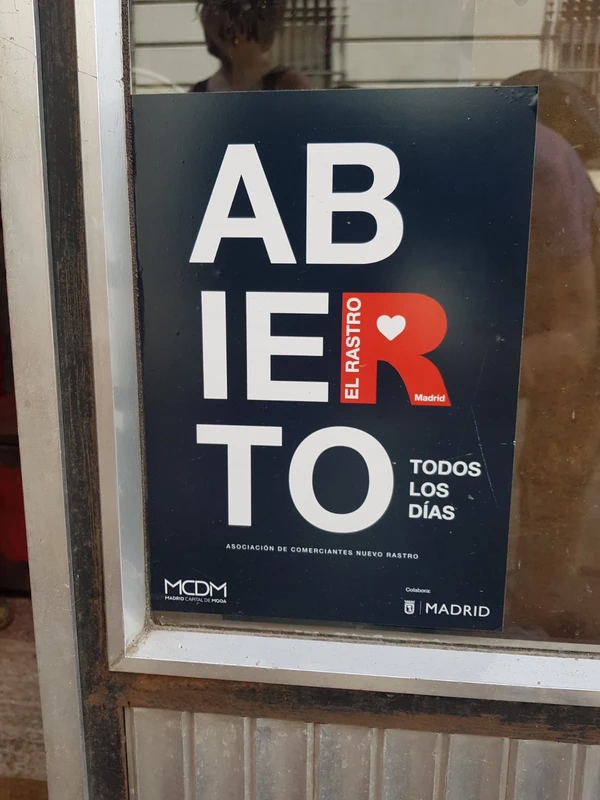 AB
IER
EL RASTRO
Madrid
TO
TODOS
LOS
DÍAS
ASOCIACIÓN DE COMERCIANTES NUEVO RASTRO
MCDM
MADRID CAPITAL DE MODA
Colabora:
MADRID